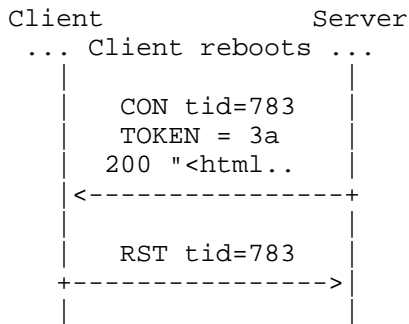 Client Server
... Client reboots ...
CON tid=783
TOKEN = 3a
200 "<html..
<----------------+
RST tid=783
+---------------->